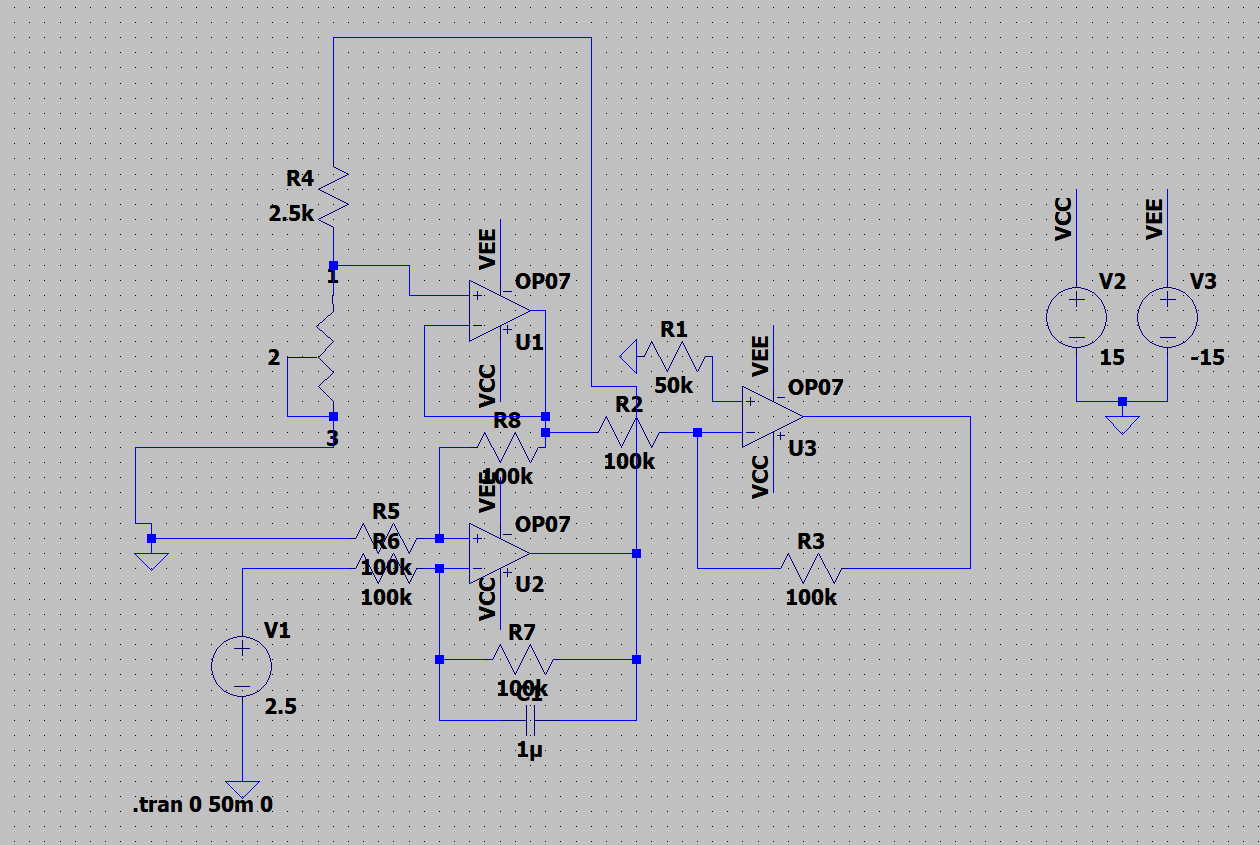 R4
2.5k
1
2
3
VEE
OP07
U1
VCC
R8
100k
R1
50k
R2
100k
VEE
OP07
U3
VCC
R3
100k
R5
100k
R6
100k
VEE
OP07
U2
VCC
R7
100k
C1
1µ
V1
2.5
VCC
V2
15
VEE
V3
-15
.tran 0 50m 0